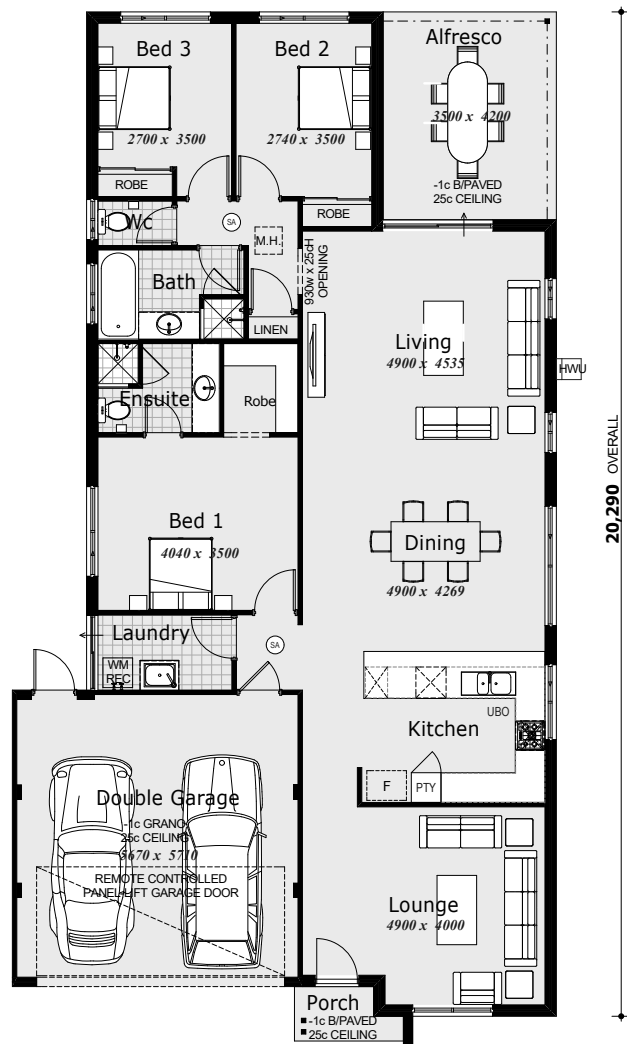 Bed 3
2700 x 3500
ROBE
Bed 2
2740 x 3500
ROBE
Alfresco
3500 x 4200
-1c B/PAVED
25c CEILING
Wc
SA
M.H.
930w x 25cH
OPENING
Bath
LINEN
Living
4900 x 4535
HWU
Ensuite
Robe
20,290 OVERALL
Bed 1
4040 x 3500
Dining
4900 x 4269
Laundry
WM
REC
SA
Kitchen
UBO
F
PTY
Double Garage
-1c GRANO
25c CEILING
5670 x 5710
REMOTE CONTROLLED
PANEL LIFT GARAGE DOOR
Lounge
4900 x 4000
Porch
-1c B/PAVED
25c CEILING